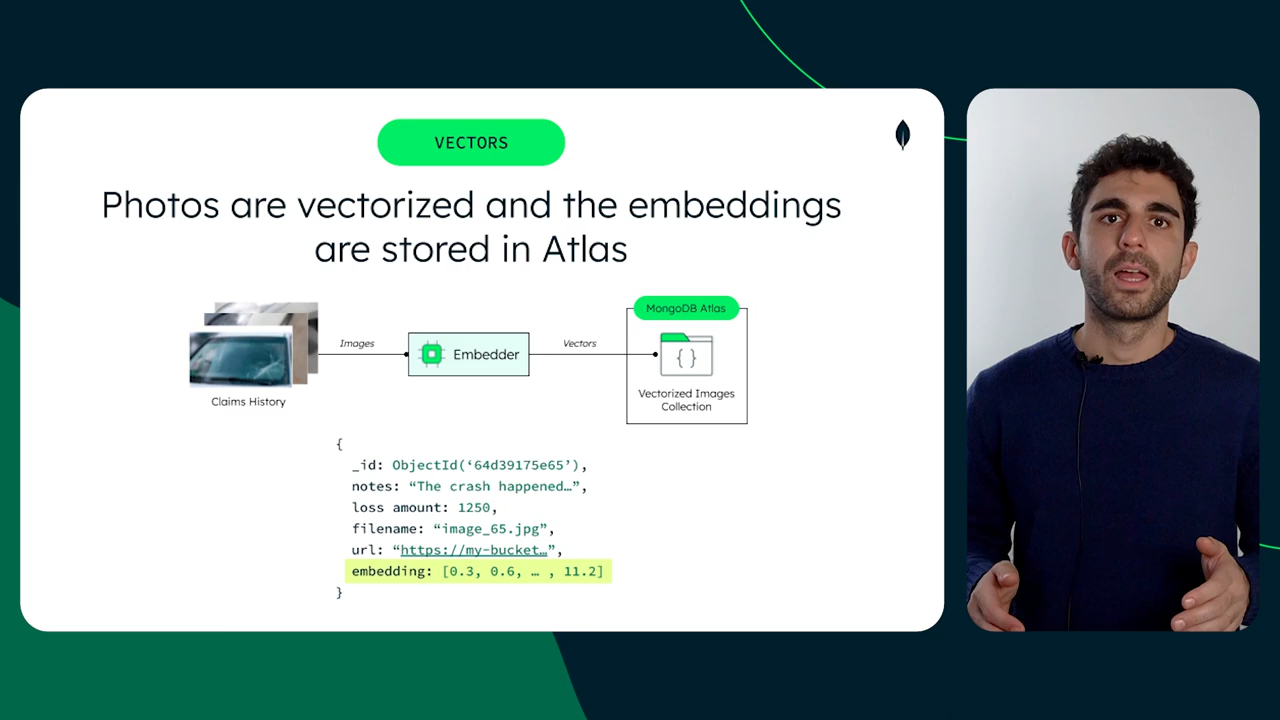 VECTORS
Photos are vectorized and the embeddings
are stored in Atlas
MongoDB Atlas
Images
Embedder
Vectors
{ }
Claims History
Vectorized Images
Collection
{
_id: ObjectId(‘64d39175e65’),
notes: “The crash happened…”,
loss amount: 1250,
filename: “image_65.jpg”,
url: “https://my-bucket…”,
embedding: [0.3, 0.6, … , 11.2]
}